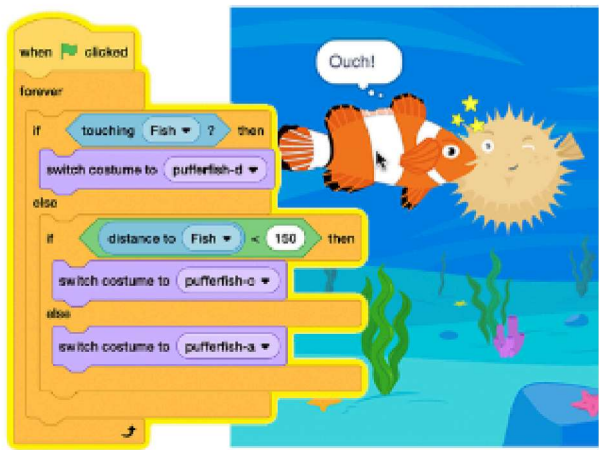 when clicked
forever
if touching Fish ? then
switch costume to pufferfish-d
else
if distance to Fish < 150 then
switch costume to pufferfish-c
else
switch costume to pufferfish-a
Ouch!